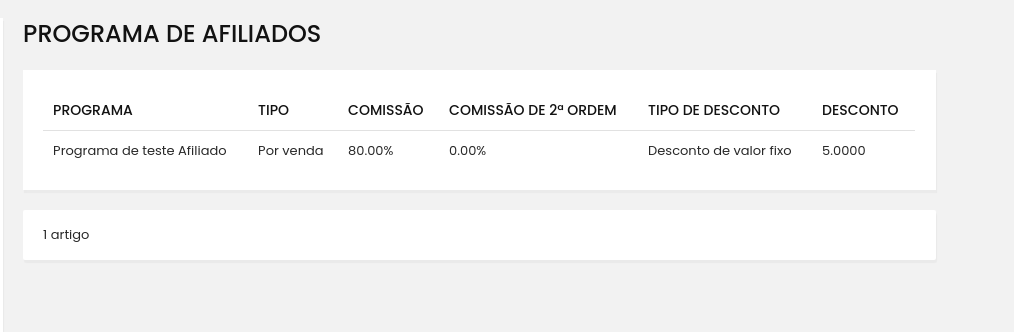 PROGRAMA DE AFILIADOS
PROGRAMA TIPO COMISSÃO COMISSÃO DE 2ª ORDEM TIPO DE DESCONTO DESCONTO
Programa de teste Afiliado Por venda 80.00% 0.00% Desconto de valor fixo 5.0000
1 artigo